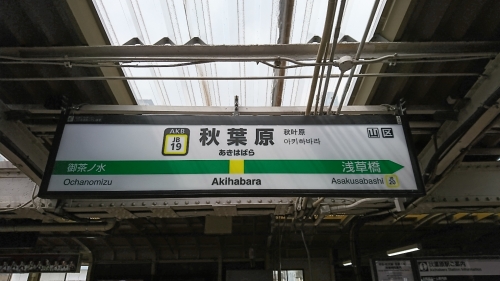 AKB
JB
19
秋葉原
秋叶原
아키하바라
山区
あきはばら
御茶ノ水
浅草橋
Ochanomizu
Akihabara
Asakusabashi